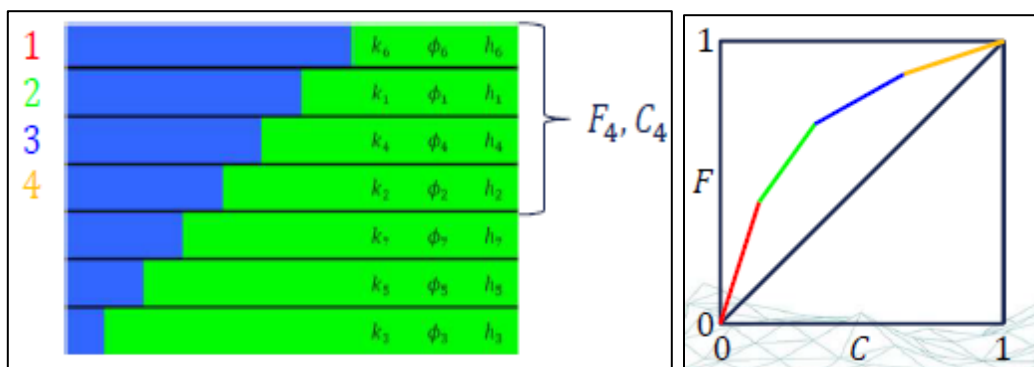 1 k₆ ϕ₆ h₆
2 k₁ ϕ₁ h₁
3 k₄ ϕ₄ h₄
4 k₂ ϕ₂ h₂
k₇ ϕ₇ h₇
k₅ ϕ₅ h₅
k₃ ϕ₃ h₃
F₄, C₄
1
F
0
0 C 1